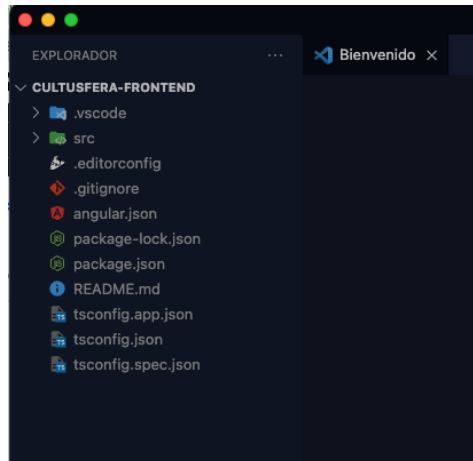 EXPLORADOR ...
Bienvenido
CULTUSFERA-FRONTEND
.vscode
src
.editorconfig
.gitignore
angular.json
package-lock.json
package.json
README.md
tsconfig.app.json
tsconfig.json
tsconfig.spec.json